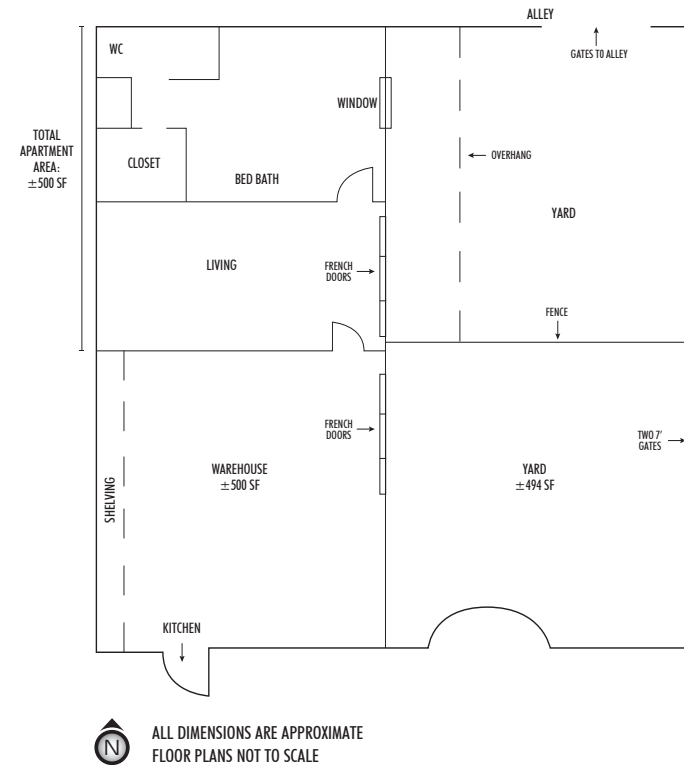 ALLEY
WC
GATES TO ALLEY
WINDOW
TOTAL
APARTMENT
AREA:
±500 SF
OVERHANG
CLOSET
BED BATH
YARD
LIVING
FRENCH
DOORS
FENCE
FRENCH
DOORS
TWO 7'
GATES
WAREHOUSE
±500 SF
YARD
±494 SF
SHELVING
KITCHEN
N
ALL DIMENSIONS ARE APPROXIMATE
FLOOR PLANS NOT TO SCALE